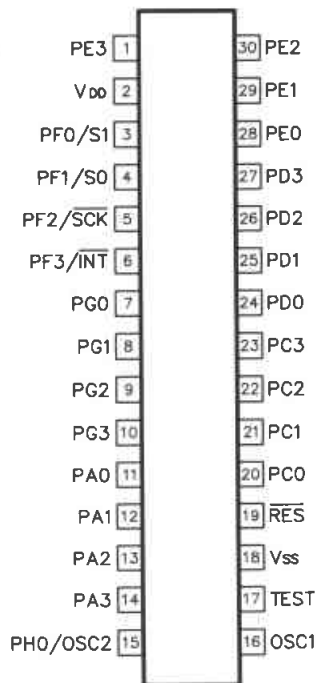 PE3 1 30 PE2
VDD 2 29 PE1
PF0/S1 3 28 PE0
PF1/S0 4 27 PD3
PF2/SCK 5 26 PD2
PF3/INT 6 25 PD1
PG0 7 24 PD0
PG1 8 23 PC3
PG2 9 22 PC2
PG3 10 21 PC1
PA0 11 20 PC0
PA1 12 19 RES
PA2 13 18 Vss
PA3 14 17 TEST
PH0/OSC2 15 16 OSC1